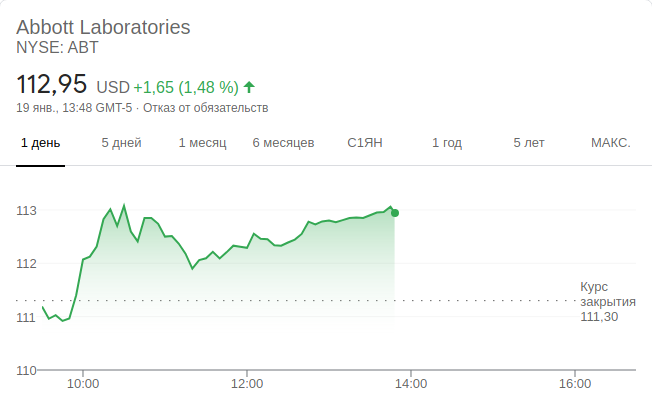 Abbott Laboratories
NYSE: ABT
112,95 USD +1,65 (1,48 %)
19 янв., 13:48 GMT-5 · Отказ от обязательств
1 день 5 дней 1 месяц 6 месяцев С1ЯН 1 год 5 лет МАКС.
113
112
Курс
закрытия
111,30
111
110
10:00 12:00 14:00 16:00